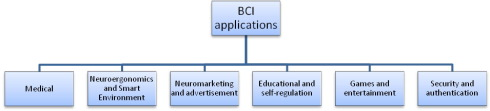 BCI
applications
Medical
Neuroergonomics
and Smart
Environment
Neuromarketing
and advertisement
Educational and
self-regulation
Games and
entertainment
Security and
authentication